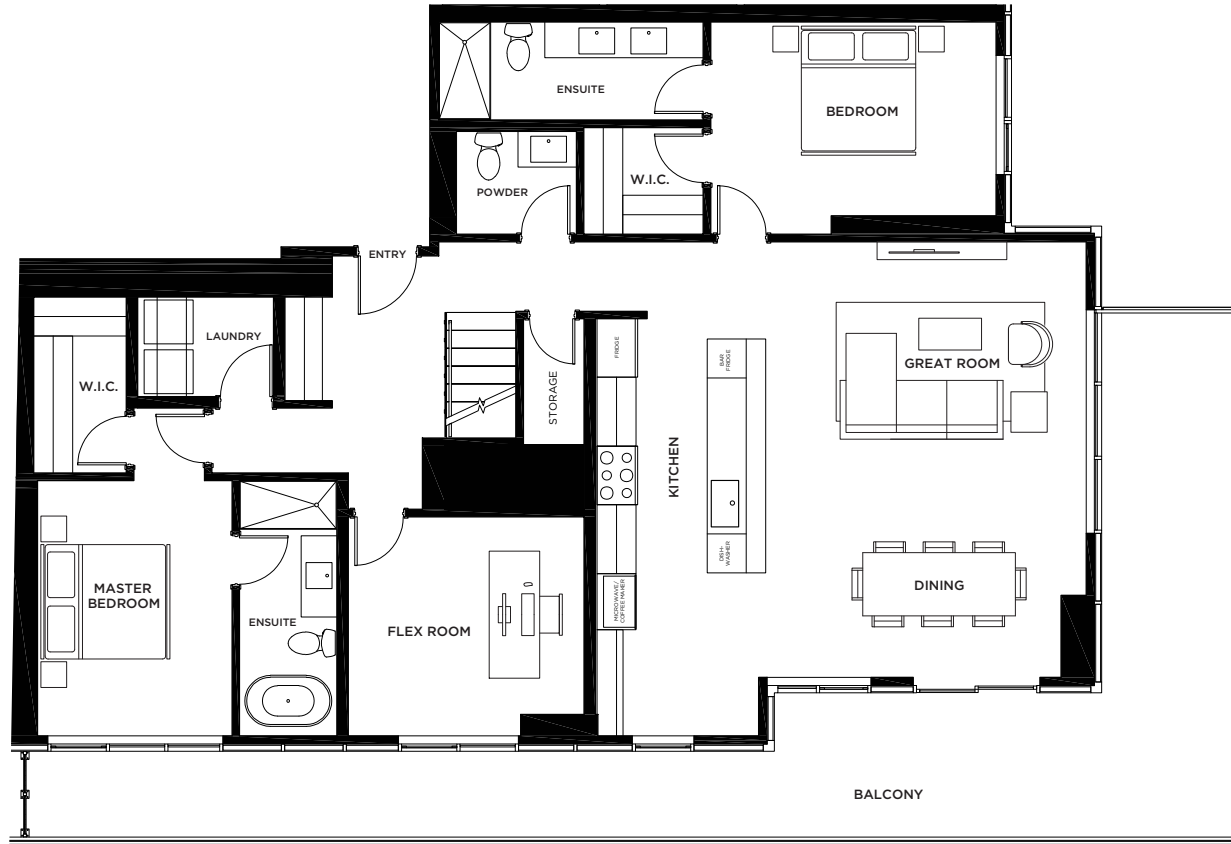 ENSUITE
BEDROOM
POWDER
W.I.C.
ENTRY
LAUNDRY
W.I.C.
STORAGE
FRIDGE
BAR
FRIDGE
GREAT ROOM
KITCHEN
DISH-
WASHER
MICROWAVE/
COFFEE MAKER
DINING
MASTER
BEDROOM
ENSUITE
FLEX ROOM
BALCONY